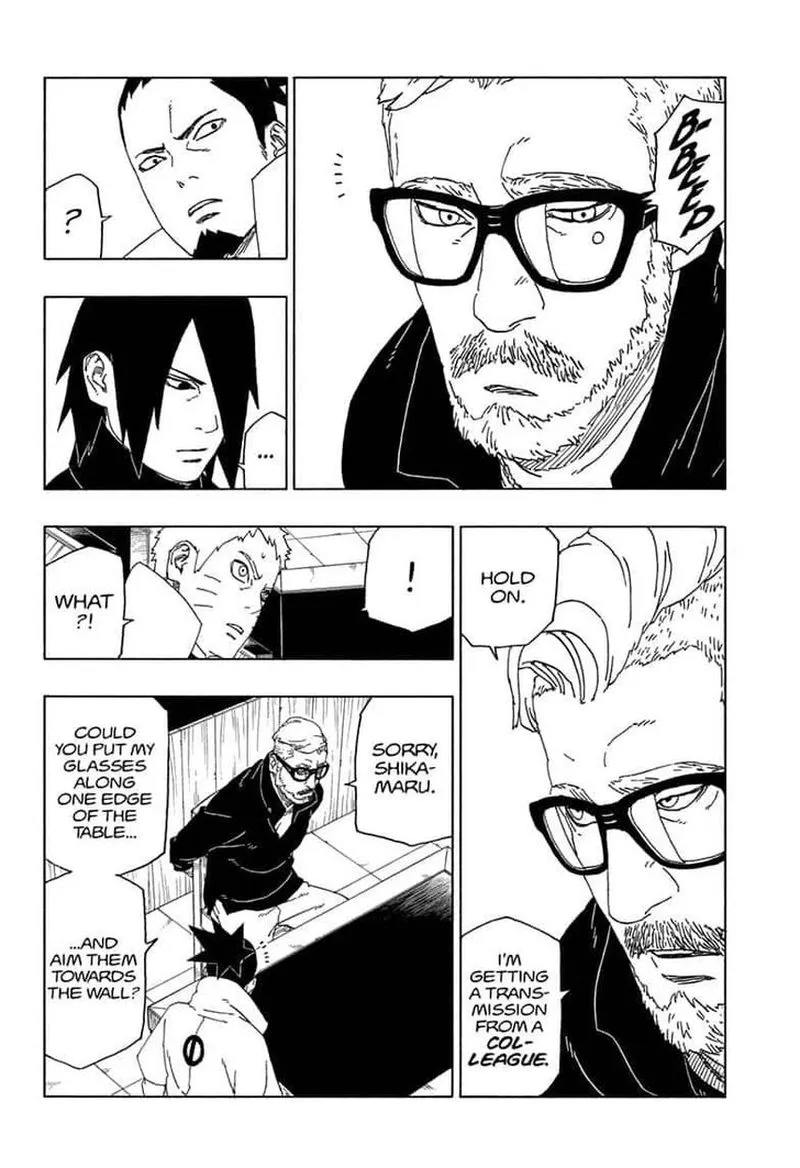 B-
BEEP
?
...
HOLD
ON.
I'M
GETTING
A TRANS-
MISSION
FROM A
COL-
LEAGUE.
!
WHAT
?!
SORRY,
SHIKA-
MARU.
COULD
YOU PUT MY
GLASSES
ALONG
ONE EDGE
OF THE
TABLE...
...AND
AIM THEM
TOWARDS
THE WALL?